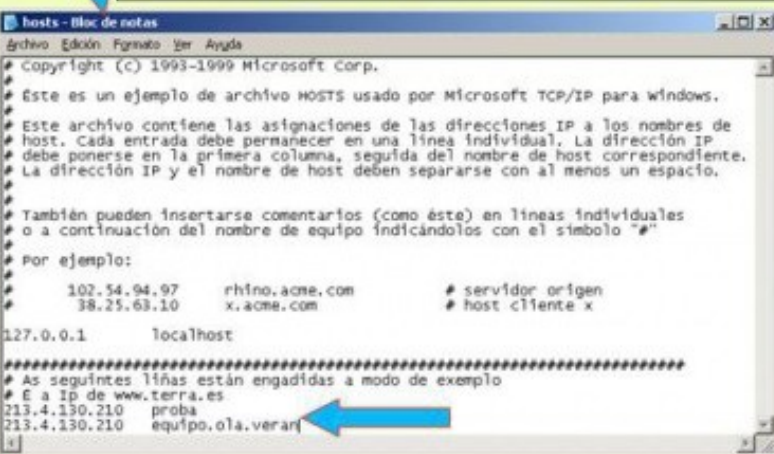 hosts - Bloc de notas
Archivo Edición Formato Ver Ayuda
# Copyright (c) 1993-1999 Microsoft Corp.
#
# Éste es un ejemplo de archivo HOSTS usado por Microsoft TCP/IP para Windows.
#
# Este archivo contiene las asignaciones de las direcciones IP a los nombres de
# host. Cada entrada debe permanecer en una línea individual. La dirección IP
# debe ponerse en la primera columna, seguida del nombre de host correspondiente.
# La dirección IP y el nombre de host deben separarse con al menos un espacio.
#
#
# También pueden insertarse comentarios (como éste) en líneas individuales
# o a continuación del nombre de equipo indicándolos con el símbolo "#"
#
# Por ejemplo:
#
# 102.54.94.97 rhino.acme.com # servidor origen
# 38.25.63.10 x.acme.com # host cliente x

127.0.0.1 localhost

######################################################################
# As seguintes liñas están engadidas a modo de exemplo
# É a Ip de www.terra.es
213.4.130.210 proba
213.4.130.210 equipo.ola.veran